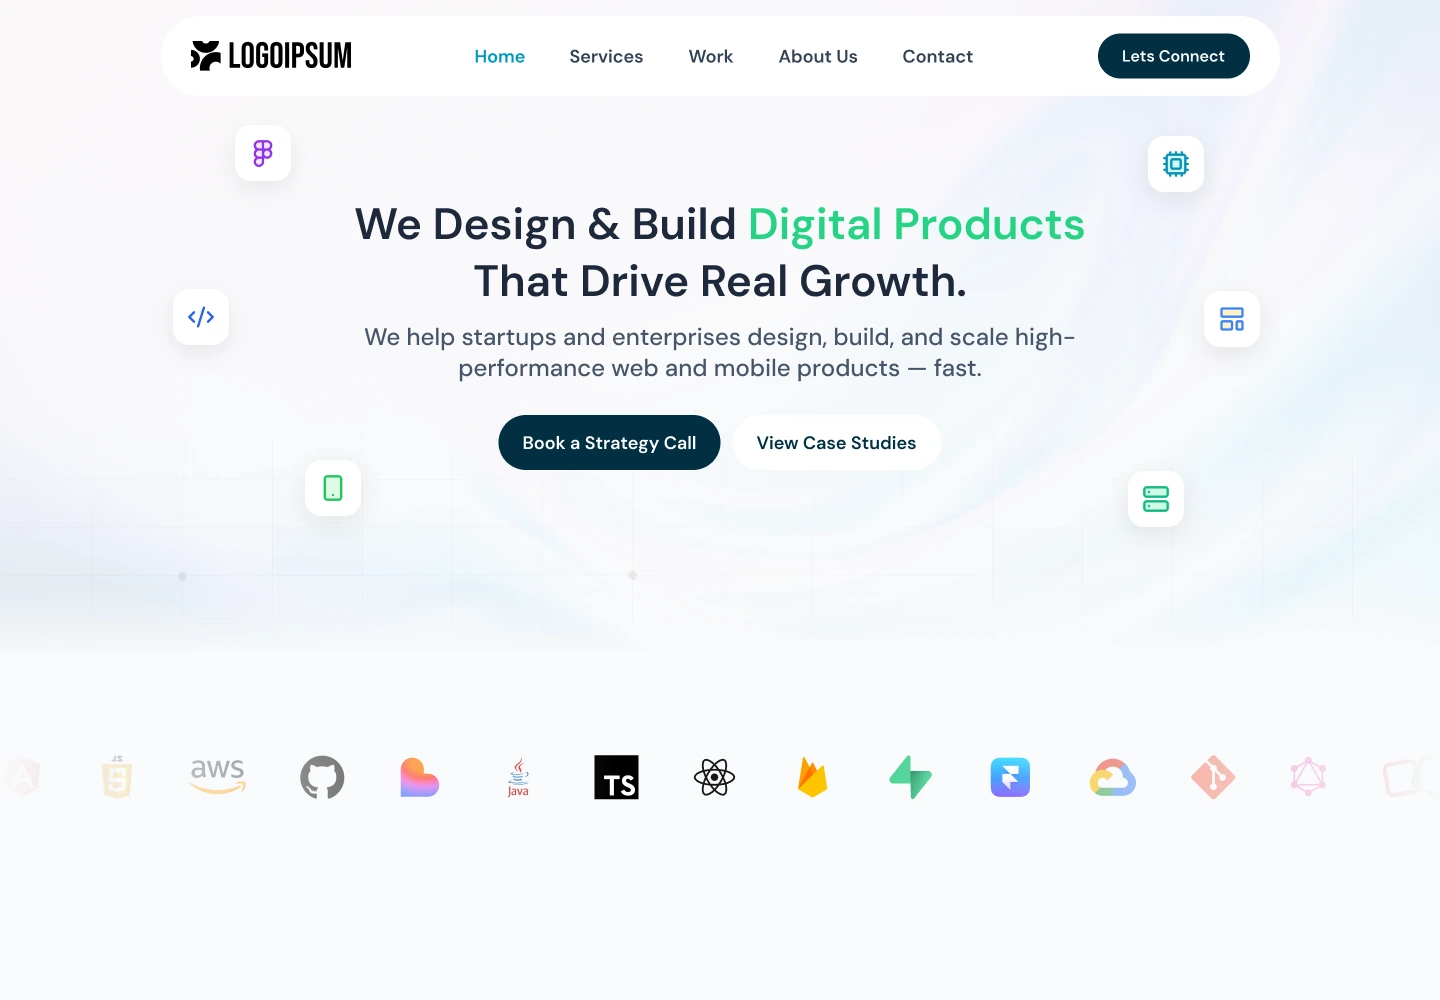 LOGOIPSUM
Home Services Work About Us Contact
Lets Connect
We Design & Build Digital Products
That Drive Real Growth.
We help startups and enterprises design, build, and scale high-
performance web and mobile products — fast.
Book a Strategy Call
View Case Studies
A JS aws Java TS